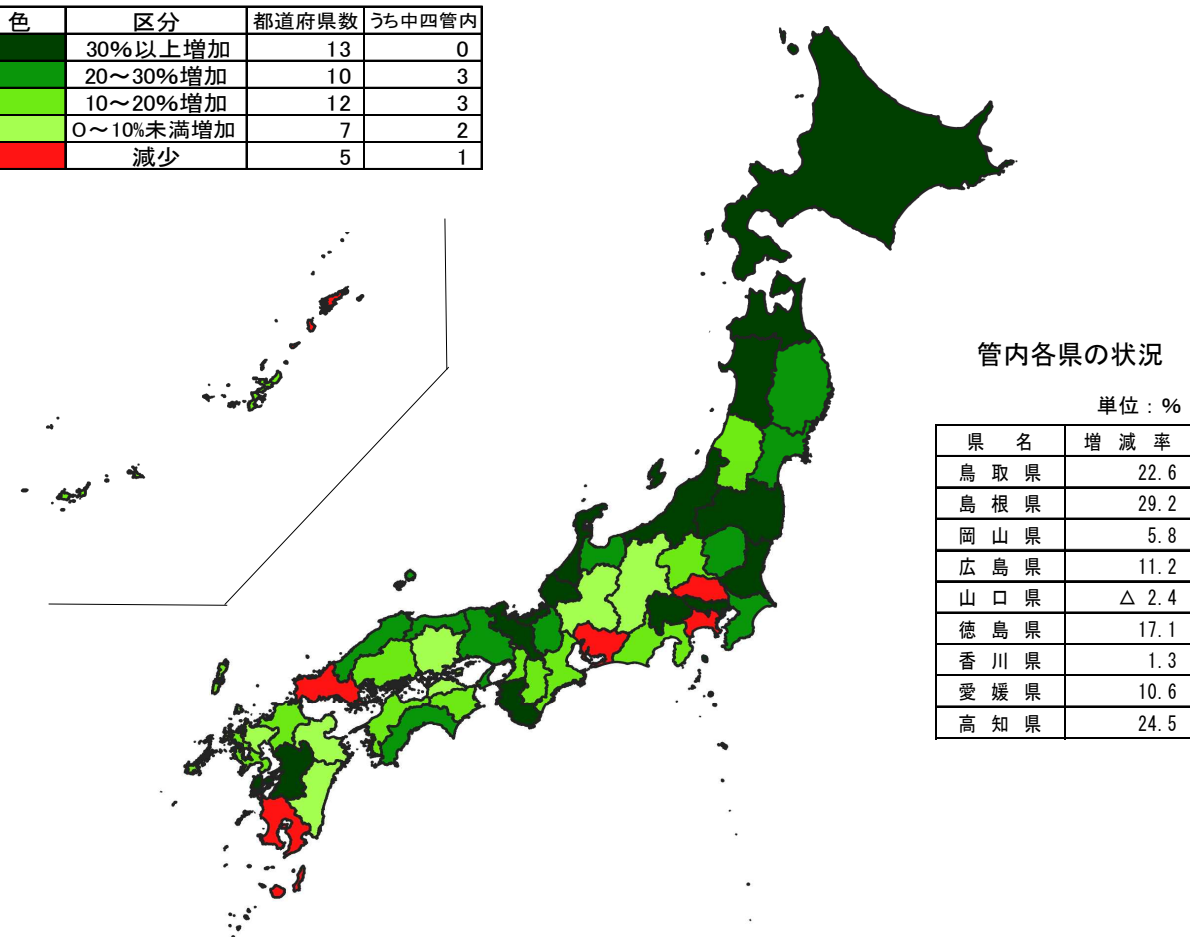 色 区分 都道府県数 うち中四管内
30%以上増加 13 0
20～30%増加 10 3
10～20%増加 12 3
0～10%未満増加 7 2
減少 5 1
管内各県の状況
単位：%
県名 増減率
鳥取県 22.6
島根県 29.2
岡山県 5.8
広島県 11.2
山口県 △ 2.4
徳島県 17.1
香川県 1.3
愛媛県 10.6
高知県 24.5